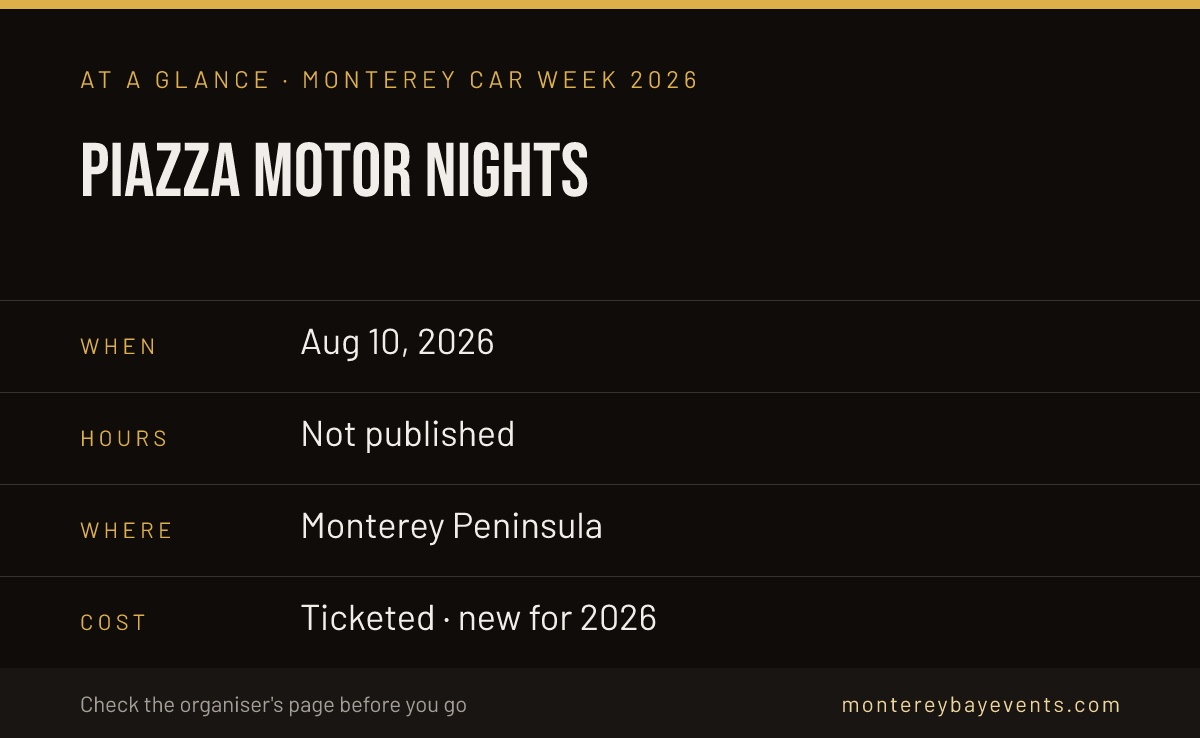 AT A GLANCE · MONTEREY CAR WEEK 2026
PIAZZA MOTOR NIGHTS
WHEN Aug 10, 2026
HOURS Not published
WHERE Monterey Peninsula
COST Ticketed · new for 2026
Check the organiser's page before you go montereybayevents.com